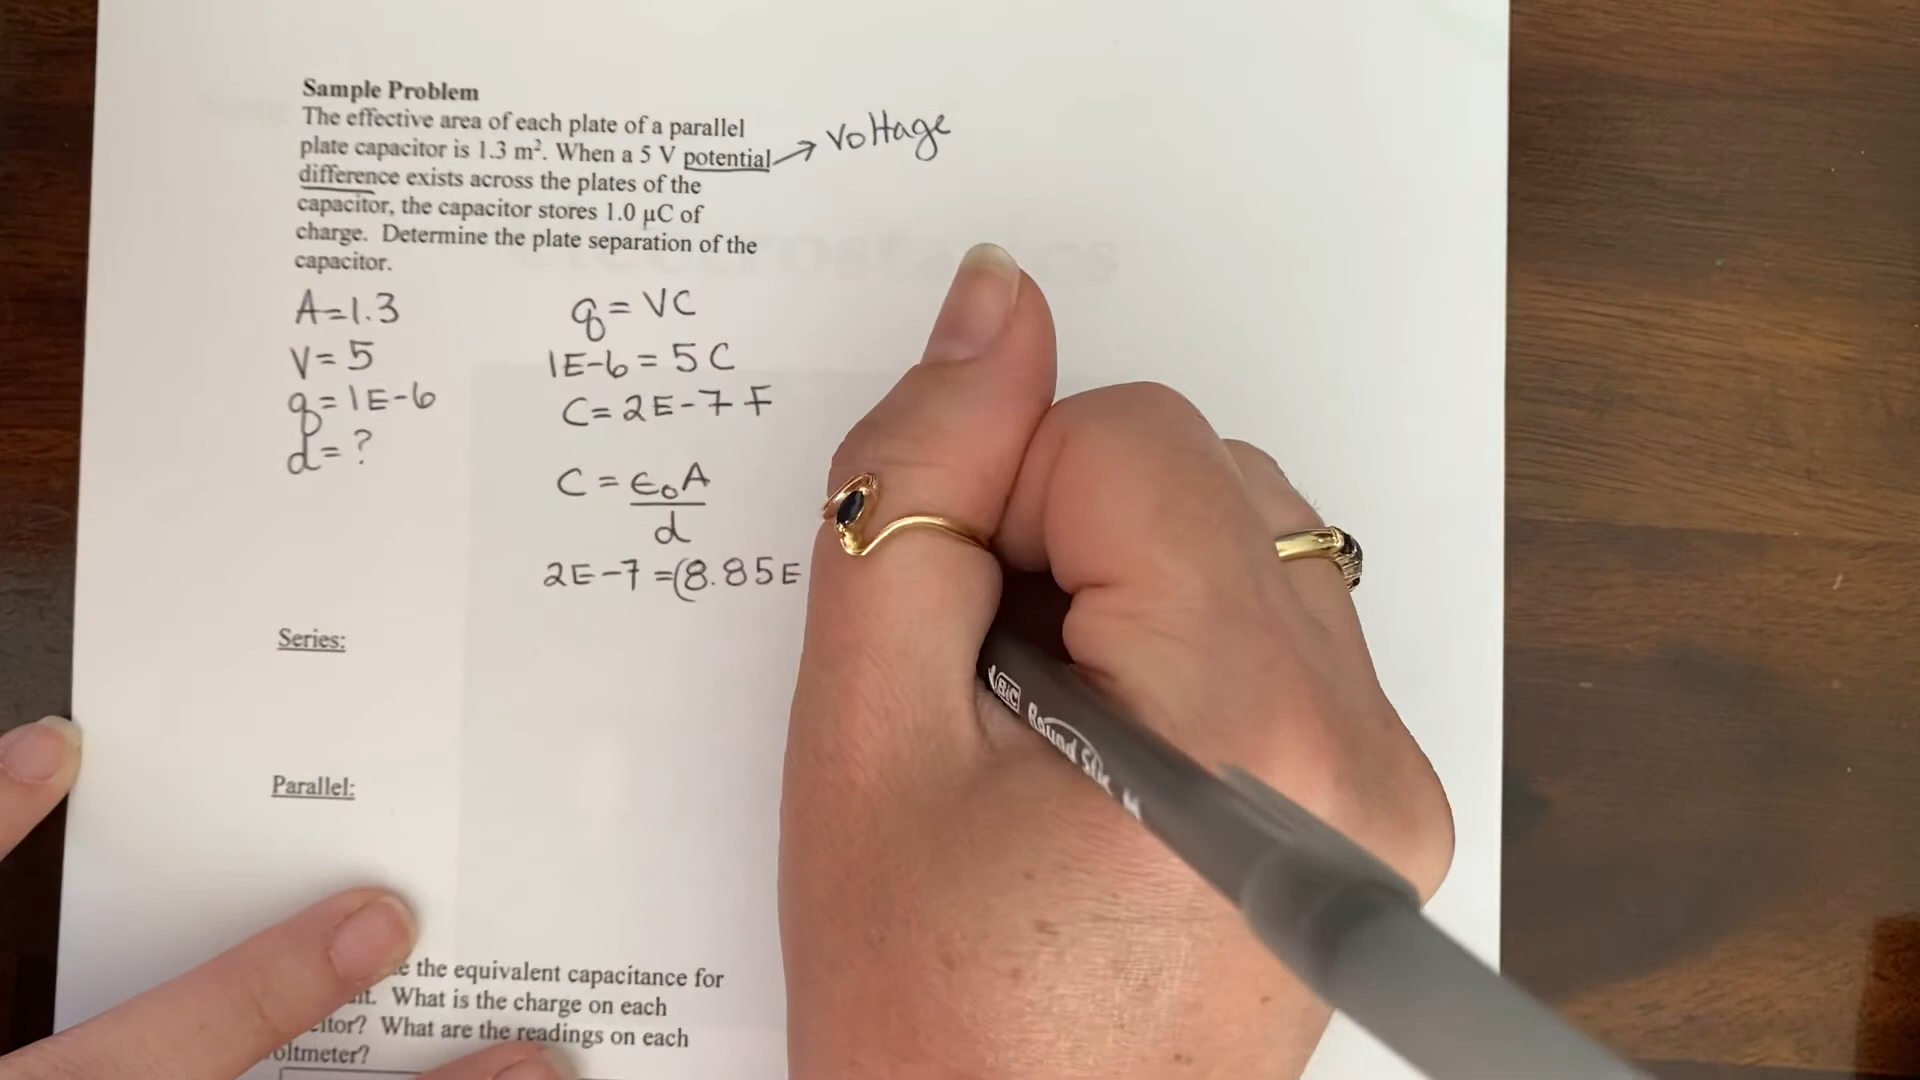 Sample Problem
The effective area of each plate of a parallel
plate capacitor is 1.3 m². When a 5 V potential
difference exists across the plates of the
capacitor, the capacitor stores 1.0 μC of
charge. Determine the plate separation of the
capacitor.
→ voltage
A=1.3
V=5
q=1E-6
d=?
q=VC
1E-6=5C
C=2E-7 F
C=ϵ₀A
d
2E-7=(8.85E
Series:
Parallel:
the equivalent capacitance for
What is the charge on each
What are the readings on each
oltmeter?
BIC Round Stic M